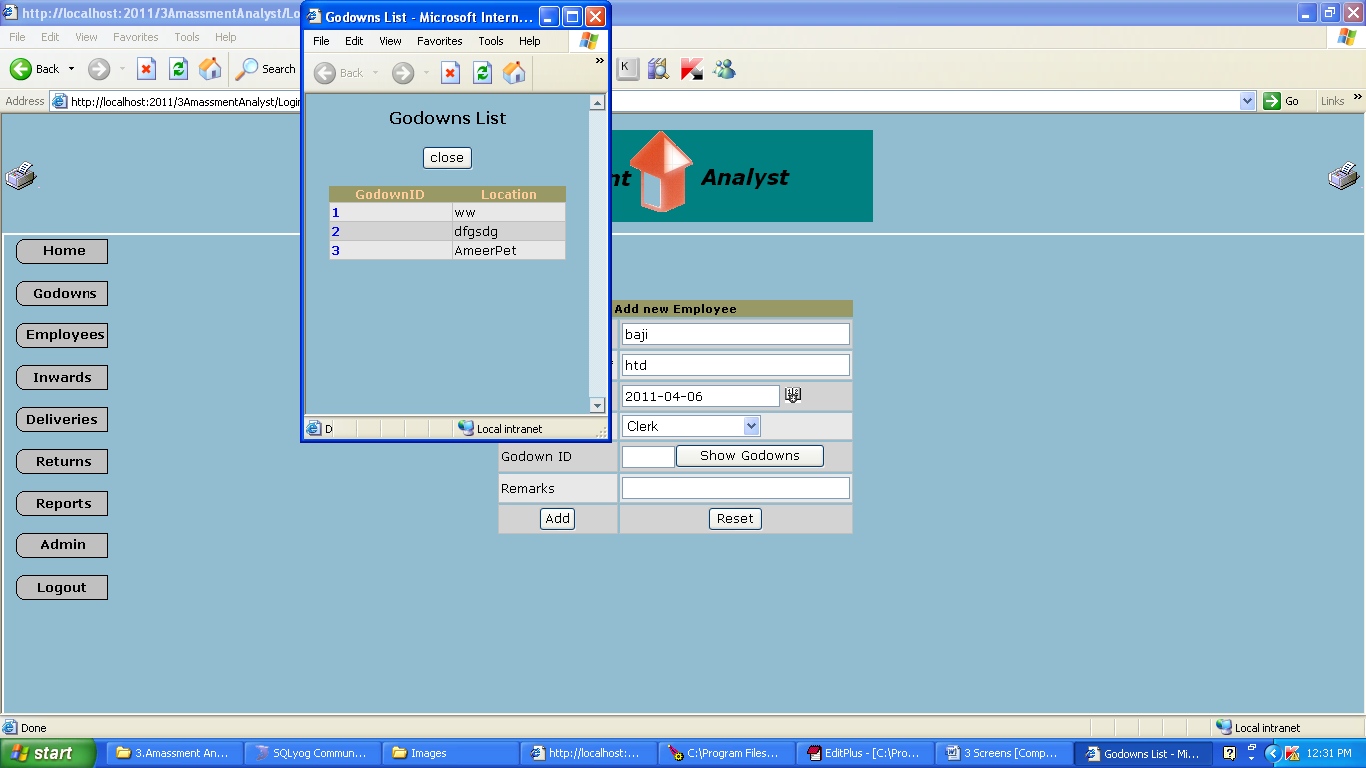 http://localhost:2011/3AmassmentAnalyst/Lo
File Edit View Favorites Tools Help
Back Search
Address http://localhost:2011/3AmassmentAnalyst/Login Go Links »
Godowns List - Microsoft Intern...
File Edit View Favorites Tools Help
Back »
Godowns List
close
GodownID Location
1 ww
2 dfgsdg
3 AmeerPet
D Local intranet
K
Analyst
Home
Godowns
Employees
Inwards
Deliveries
Returns
Reports
Admin
Logout
Add new Employee
baji
htd
2011-04-06
Clerk
Godown ID Show Godowns
Remarks
Add Reset
Done Local intranet
start 3.Amassment An... SQLyog Commun... Images http://localhost:... C:\Program Files... EditPlus - [C:\Pro... 3 Screens [Comp... Godowns List - Mi... 12:31 PM